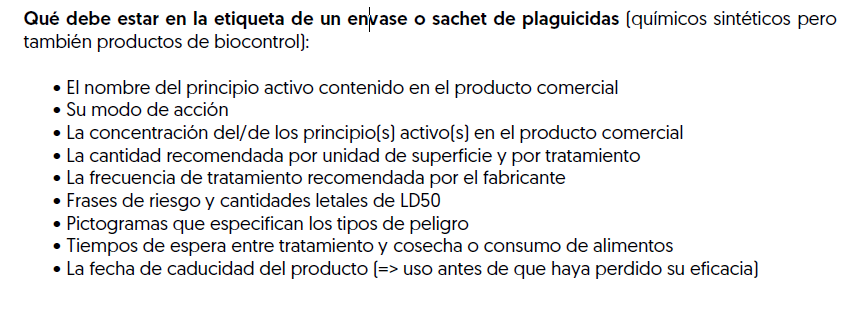 Qué debe estar en la etiqueta de un envase o sachet de plaguicidas (químicos sintéticos pero
también productos de biocontrol):
• El nombre del principio activo contenido en el producto comercial
• Su modo de acción
• La concentración del/de los principio(s) activo(s) en el producto comercial
• La cantidad recomendada por unidad de superficie y por tratamiento
• La frecuencia de tratamiento recomendada por el fabricante
• Frases de riesgo y cantidades letales de LD50
• Pictogramas que especifican los tipos de peligro
• Tiempos de espera entre tratamiento y cosecha o consumo de alimentos
• La fecha de caducidad del producto (=> uso antes de que haya perdido su eficacia)